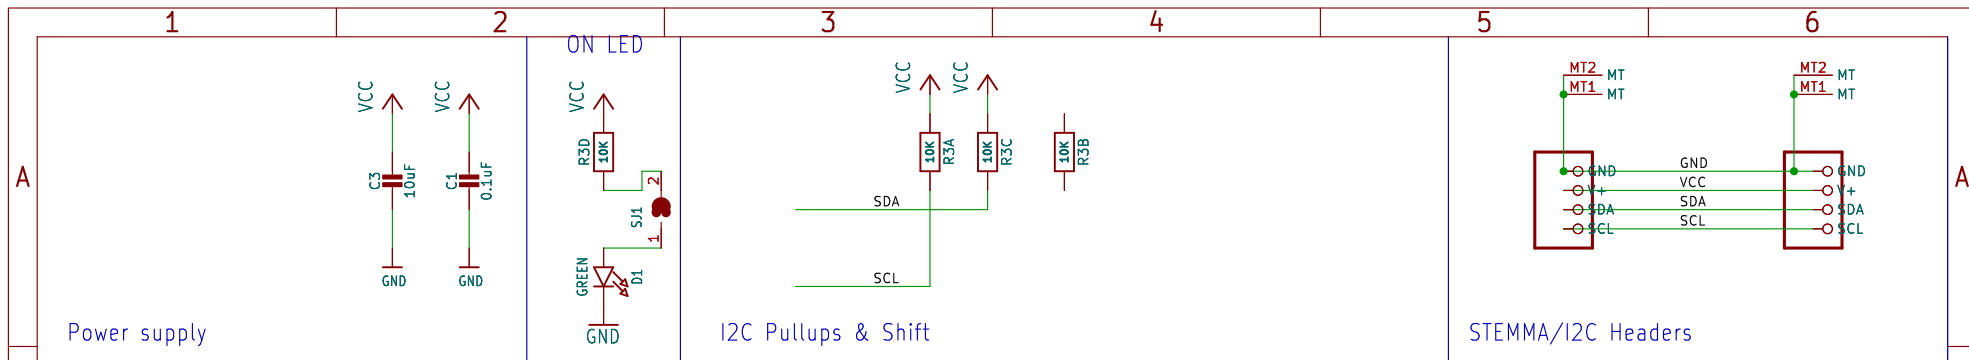 1 2 3 4 5 6
A
A
ON LED
VCC
C3
10uF
GND
VCC
C1
0.1uF
GND
Power supply
VCC
R3D
10K
2
SJ1
1
GREEN
D1
GND
VCC
VCC
10K
R3A
10K
R3C
10K
R3B
SDA
SCL
I2C Pullups & Shift
MT2 MT
MT1 MT
GND
V+
SDA
SCL
GND
VCC
SDA
SCL
MT2 MT
MT1 MT
GND
V+
SDA
SCL
STEMMA/I2C Headers